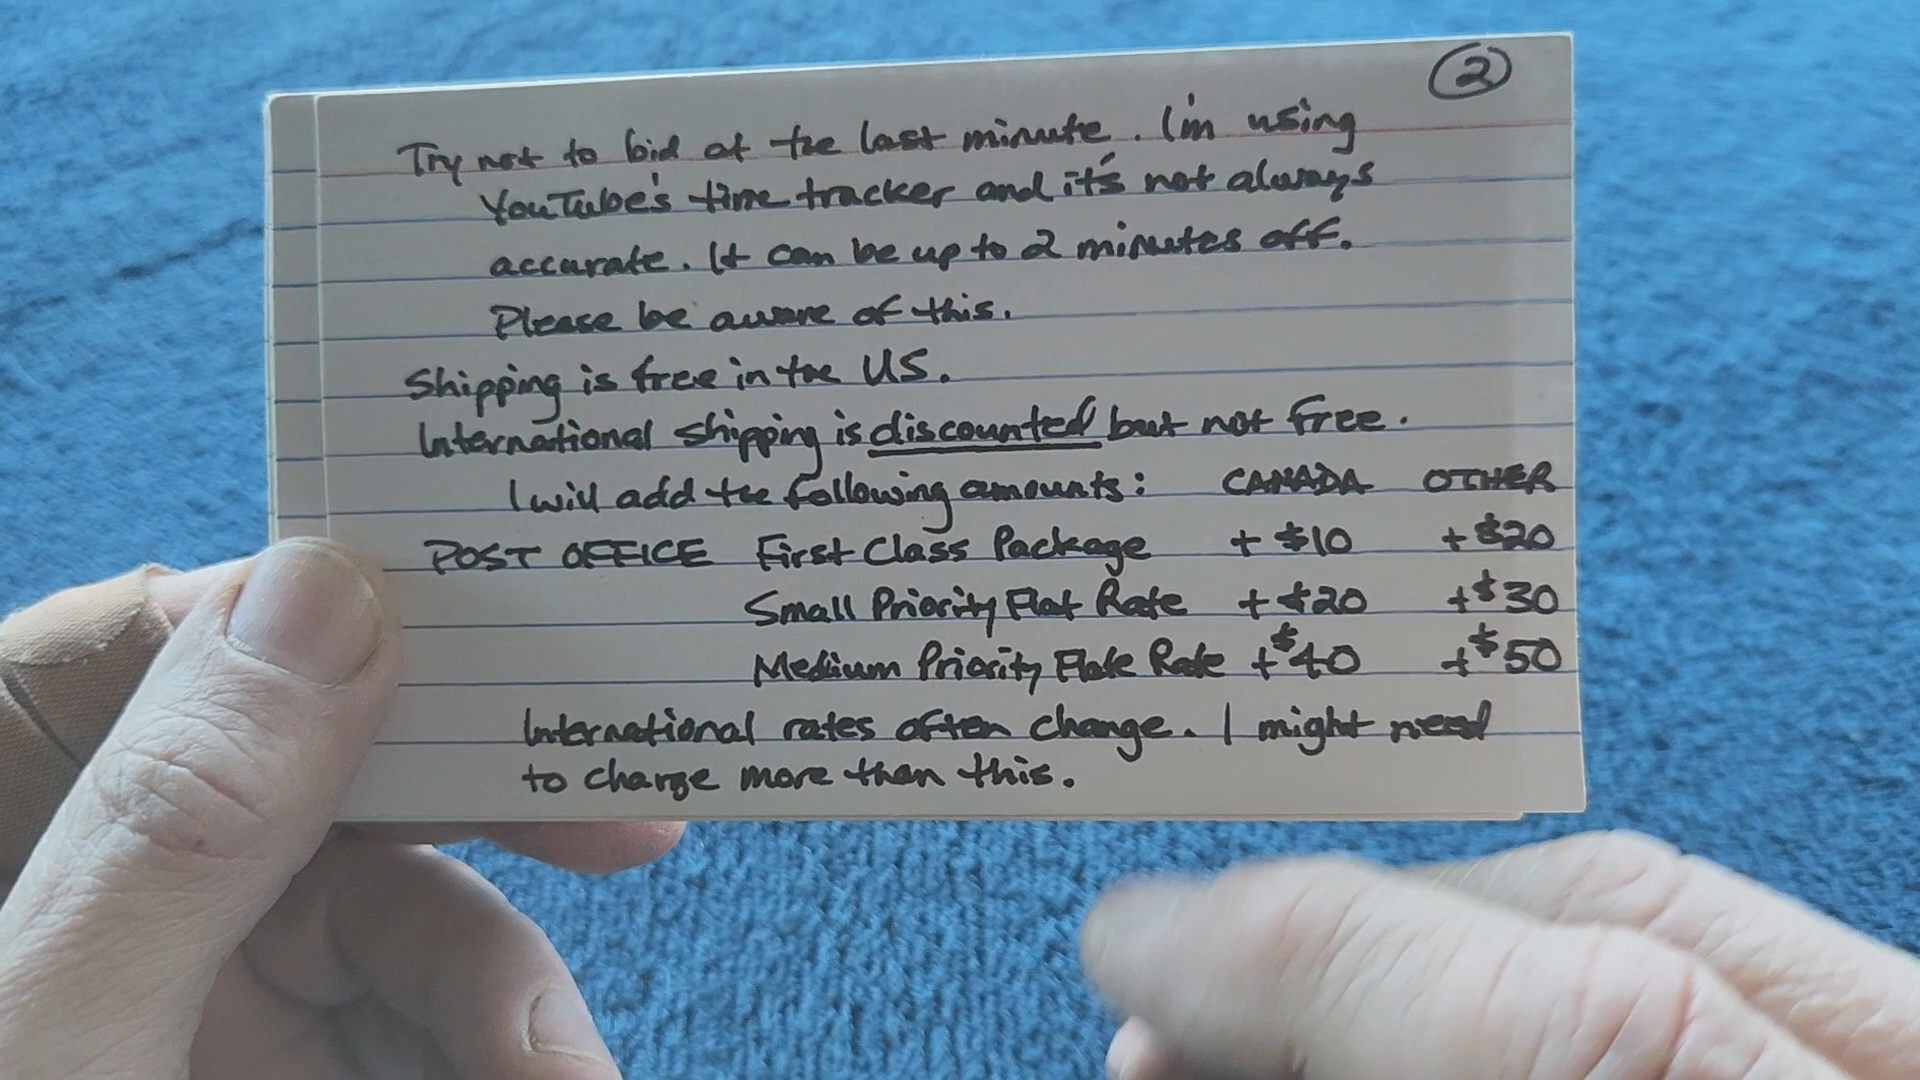 2
Try not to bid at the last minute. I'm using
YouTube's time tracker and it's not always
accurate. It can be up to 2 minutes off.
Please be aware of this.
Shipping is free in the US.
International shipping is discounted but not free.
I will add the following amounts: CANADA OTHER
POST OFFICE First Class Package +$10 +$20
Small Priority Flat Rate +$20 +$30
Medium Priority Flate Rate +$40 +$50
International rates often change. I might need
to charge more than this.